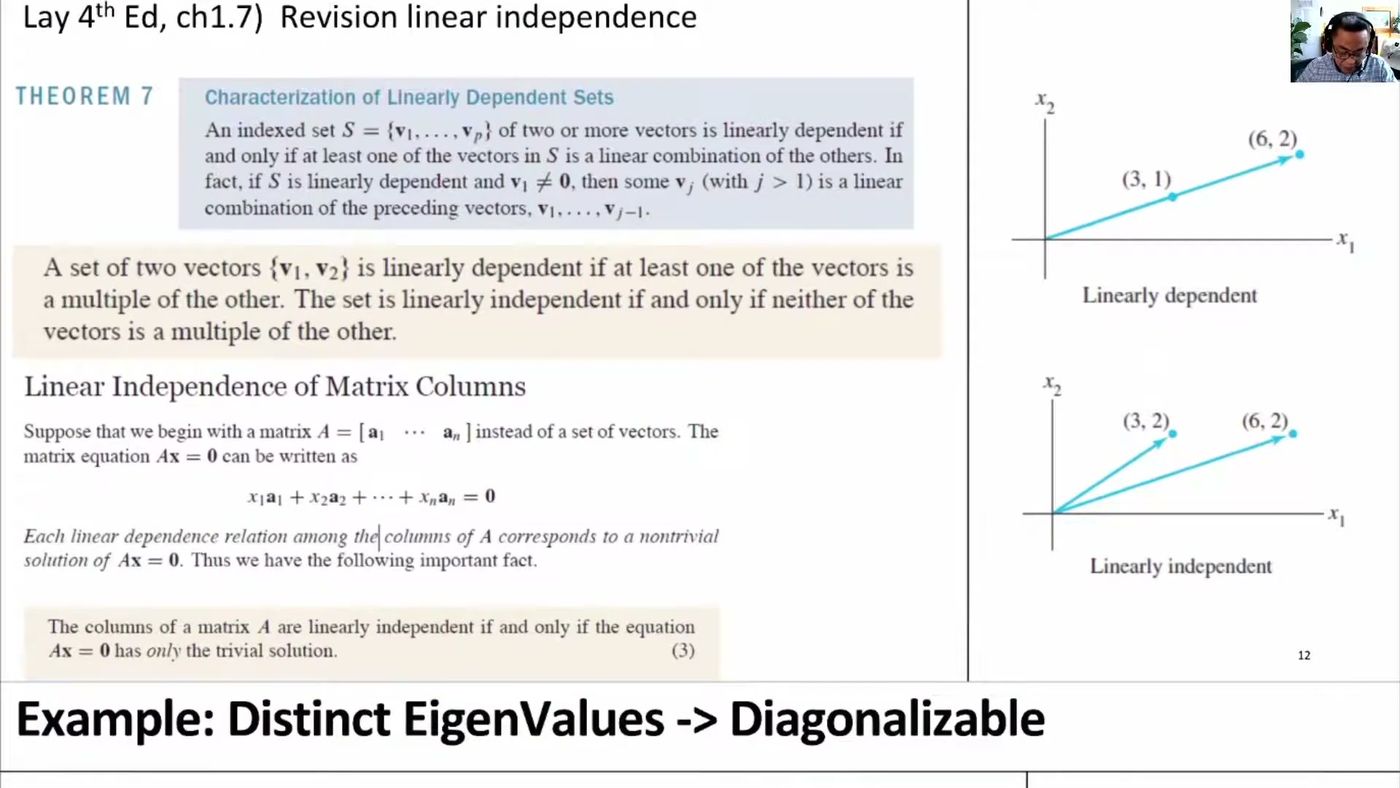 Lay 4th Ed, ch1.7) Revision linear independence
THEOREM 7
Characterization of Linearly Dependent Sets
An indexed set S = {v₁, . . . , vₚ} of two or more vectors is linearly dependent if
and only if at least one of the vectors in S is a linear combination of the others. In
fact, if S is linearly dependent and v₁ ≠ 0, then some vⱼ (with j > 1) is a linear
combination of the preceding vectors, v₁, . . . , vⱼ₋₁.
A set of two vectors {v₁, v₂} is linearly dependent if at least one of the vectors is
a multiple of the other. The set is linearly independent if and only if neither of the
vectors is a multiple of the other.
Linear Independence of Matrix Columns
Suppose that we begin with a matrix A = [ a₁ ⋯ aₙ ] instead of a set of vectors. The
matrix equation Ax = 0 can be written as
x₁a₁ + x₂a₂ + ⋯ + xₙaₙ = 0
Each linear dependence relation among the columns of A corresponds to a nontrivial
solution of Ax = 0. Thus we have the following important fact.
The columns of a matrix A are linearly independent if and only if the equation
Ax = 0 has only the trivial solution. (3)
x₂
(6, 2)
(3, 1)
x₁
Linearly dependent
x₂
(3, 2) (6, 2)
x₁
Linearly independent
12
Example: Distinct EigenValues -> Diagonalizable